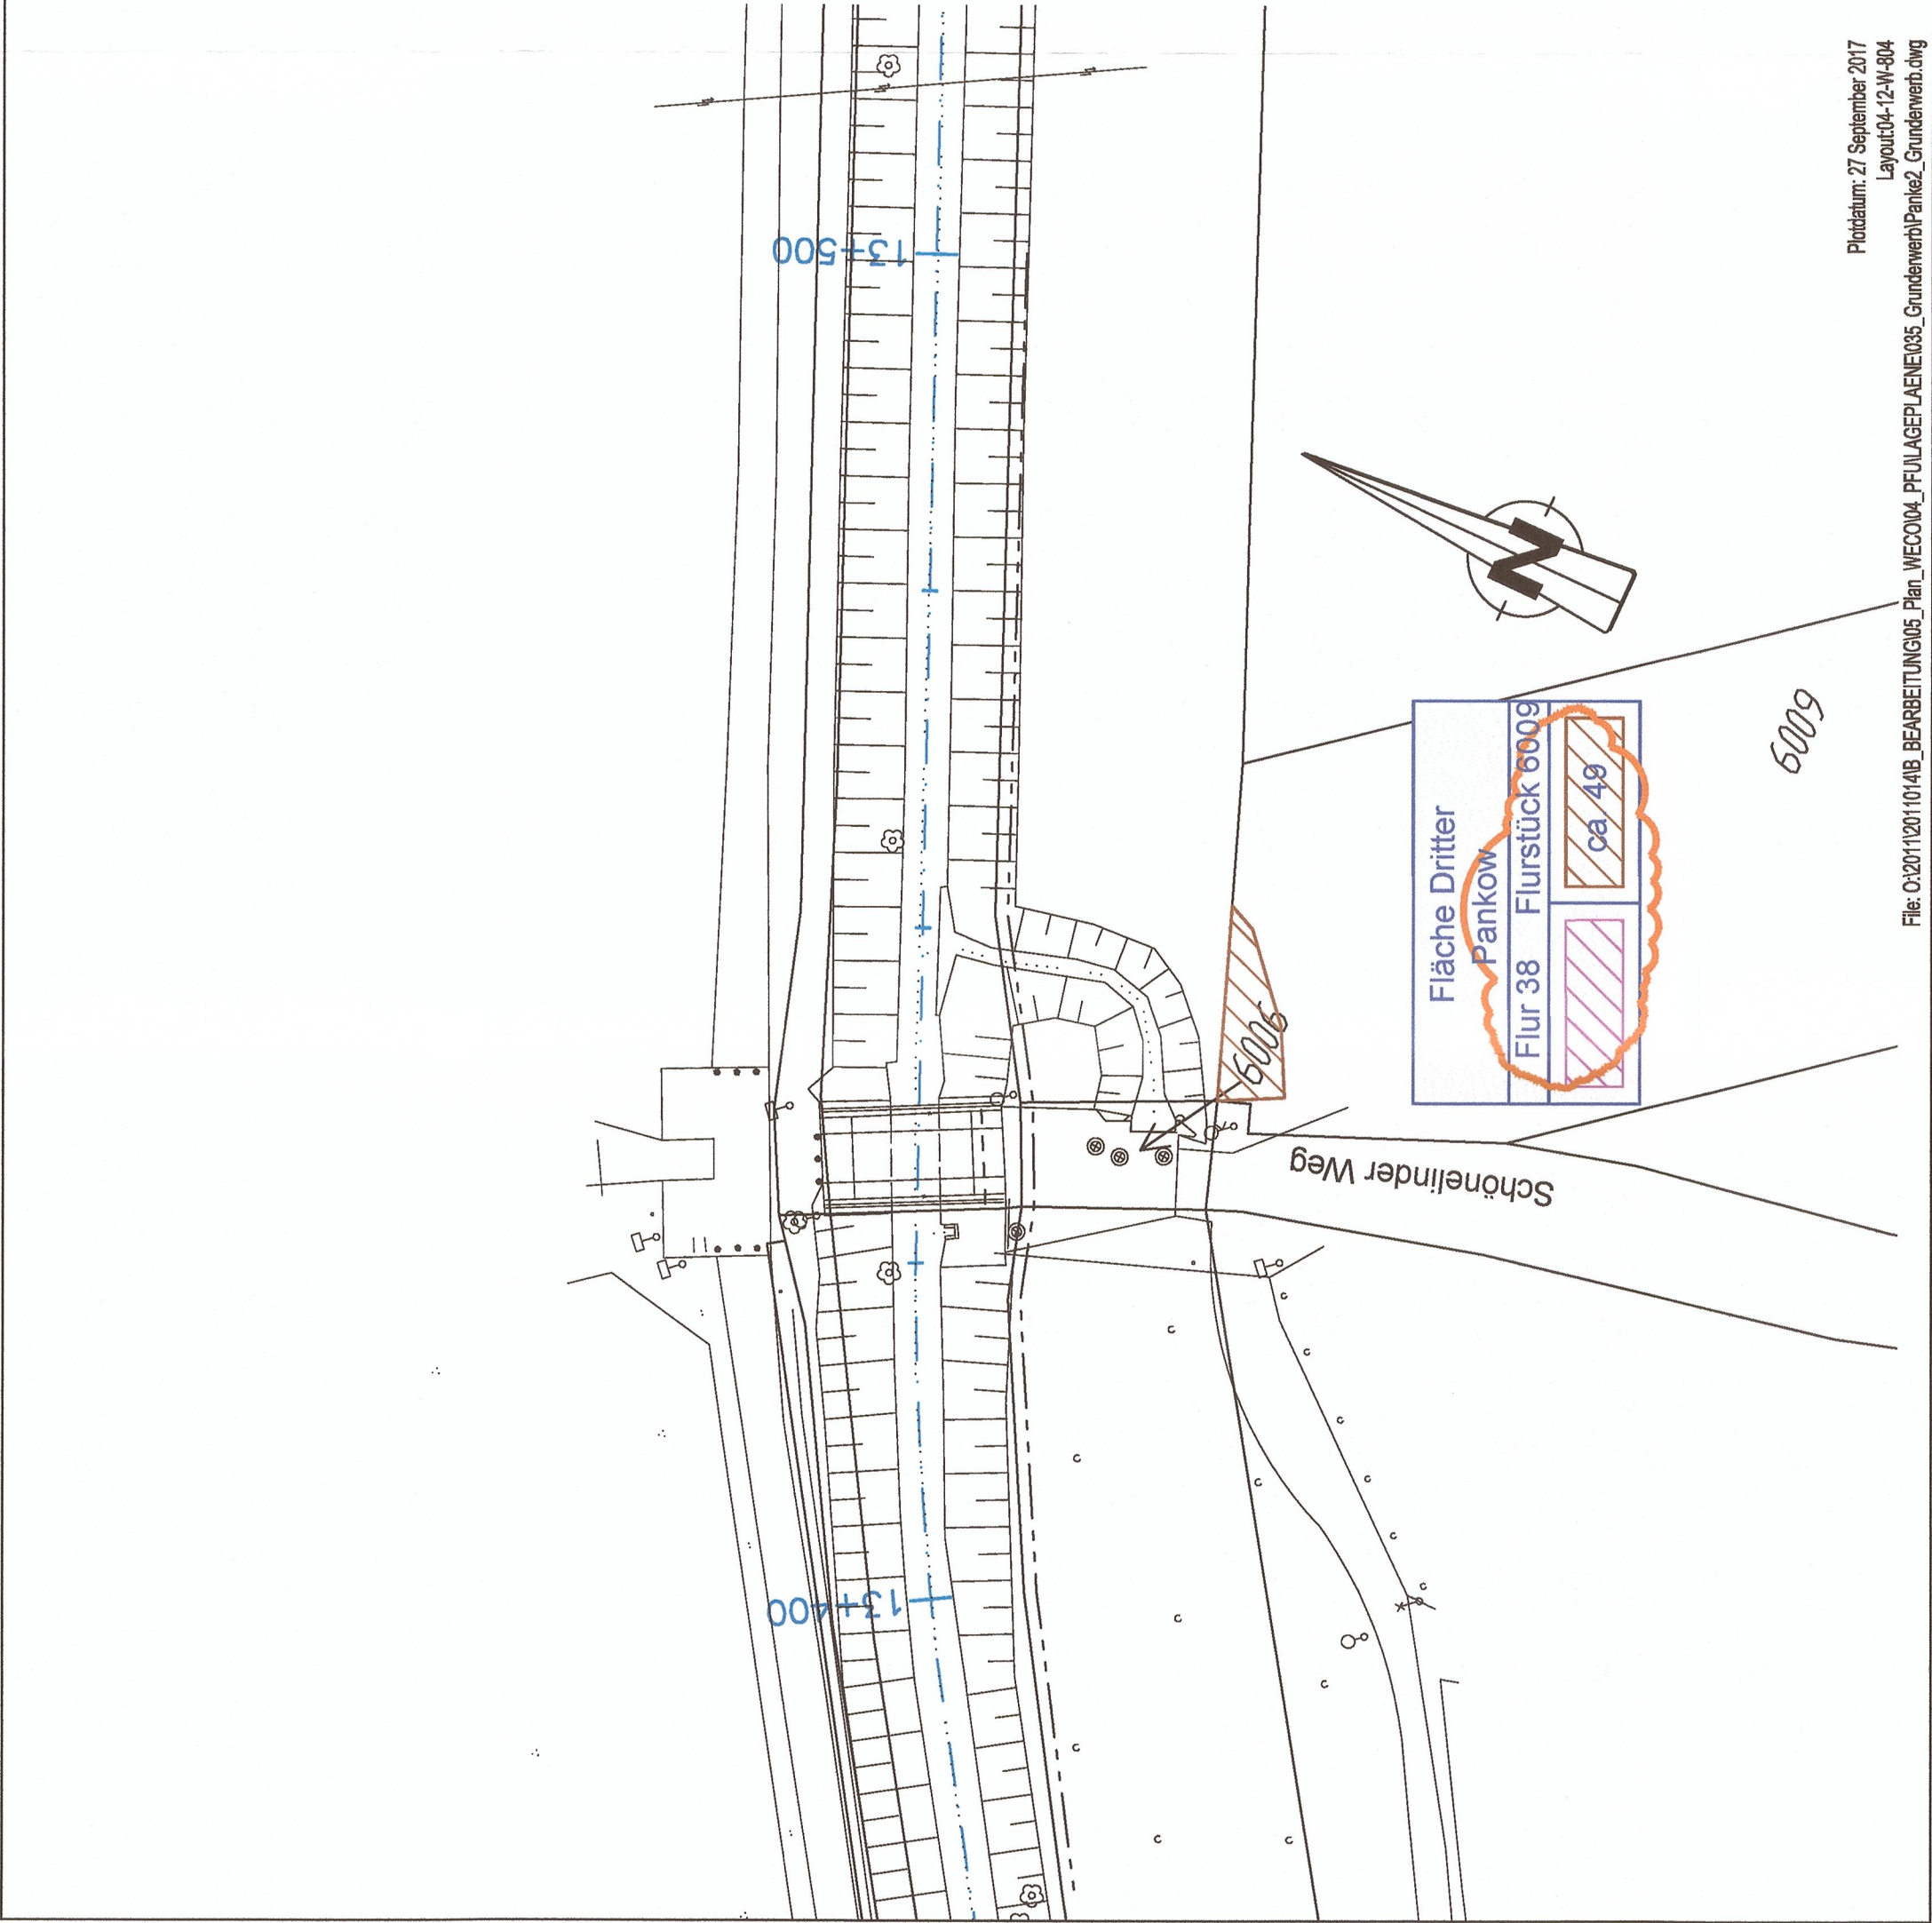 Plotdatum: 27 September 2017
Layout:04-12-W-804
File: O:\2011\2011014\B_BEARBEITUNG\05_Plan_WECO\04_PFU\LAGEPLAENE\035_Grunderwerb\Panke2_Grunderwerb.dwg
13+500
13+400
N
Fläche Dritter
Pankow
Flur 38 Flurstück 6009
ca 49
6009
6006
Schönelinder Weg